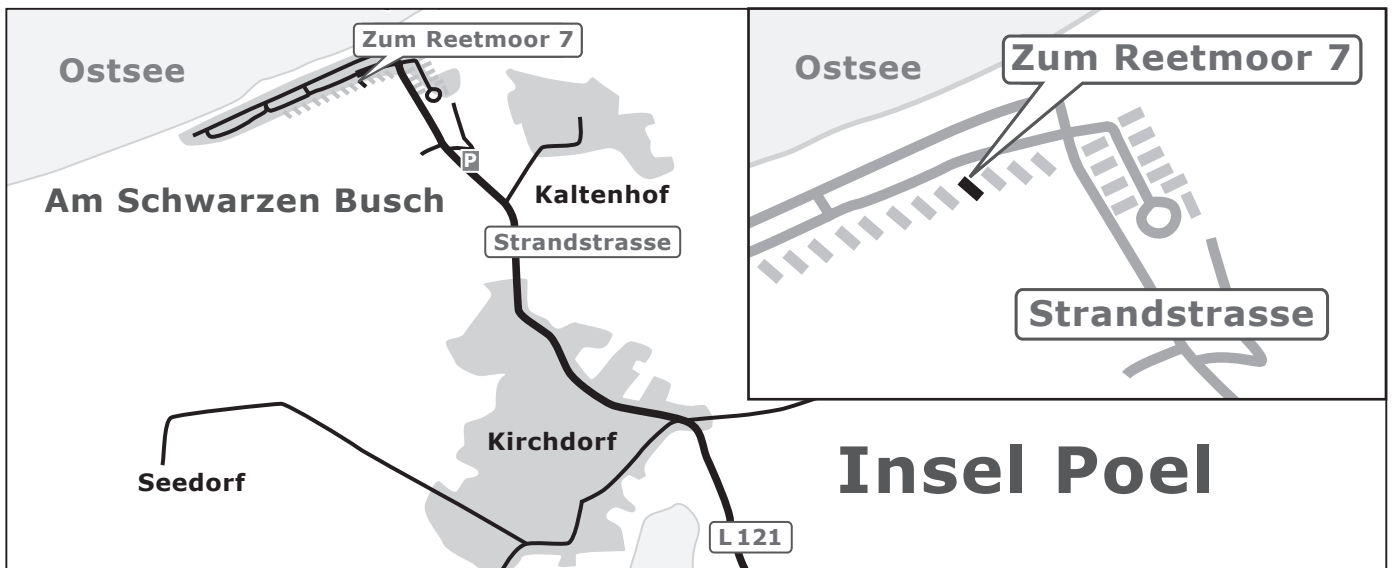 Zum Reetmoor 7
Ostsee
Am Schwarzen Busch
P
Kaltenhof
Strandstrasse
Kirchdorf
Seedorf
L 121
Ostsee
Zum Reetmoor 7
Strandstrasse
Insel Poel